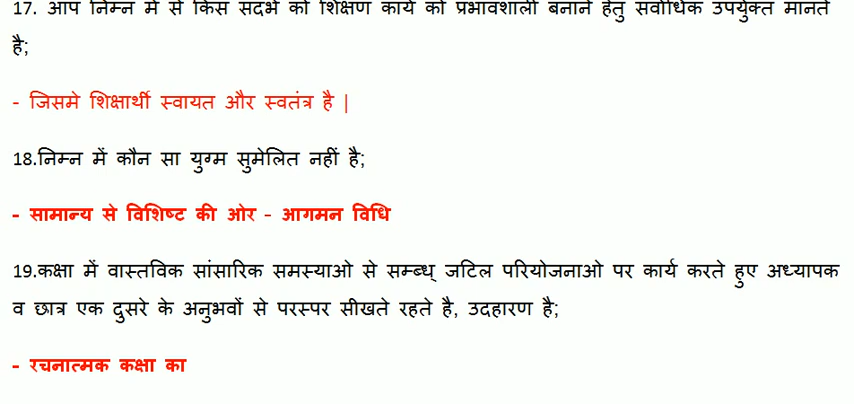 17. आप निम्न में से किस संदर्भ को शिक्षण कार्य को प्रभावशाली बनाने हेतु सर्वाधिक उपर्युक्त मानते
है;
- जिसमे शिक्षार्थी स्वायत और स्वतंत्र है |
18.निम्न में कौन सा युग्म सुमेलित नहीं है;
- सामान्य से विशिष्ट की ओर - आगमन विधि
19.कक्षा में वास्तविक सांसारिक समस्याओ से सम्ब्ध् जटिल परियोजनाओ पर कार्य करते हुए अध्यापक
व छात्र एक दुसरे के अनुभवों से परस्पर सीखते रहते है, उदहारण है;
- रचनात्मक कक्षा का